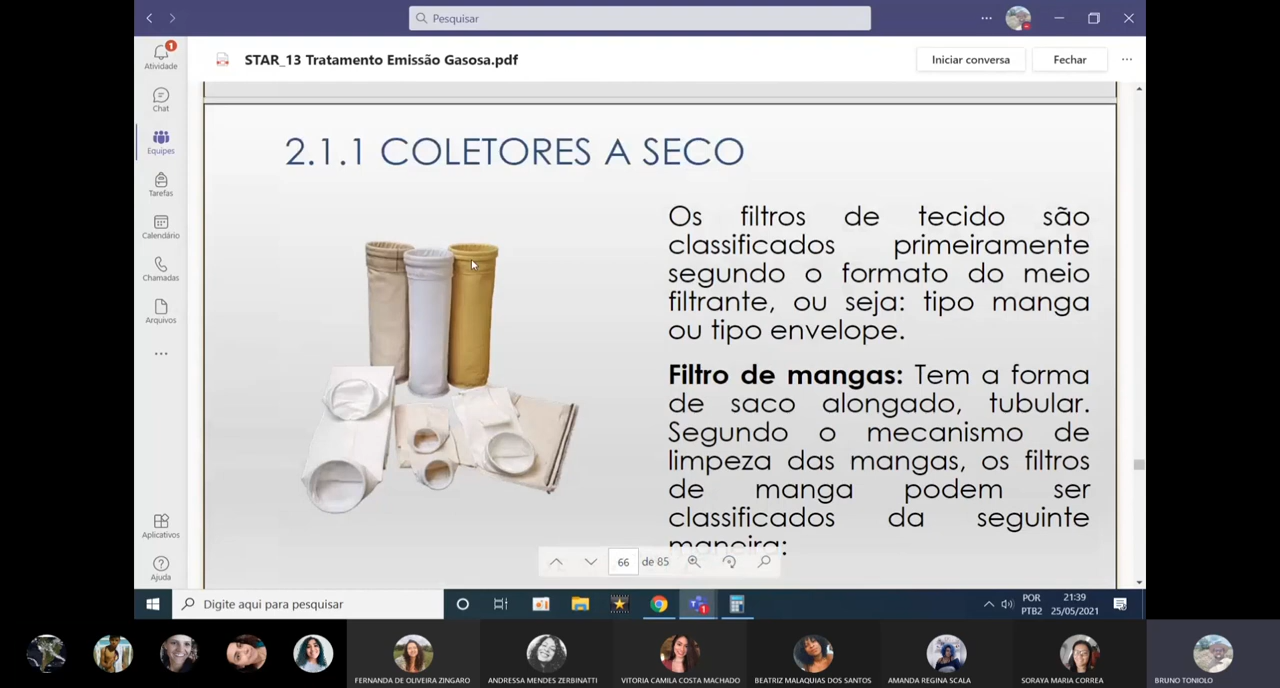 Pesquisar
Atividade
1
Chat
Equipes
Tarefas
Calendário
Chamadas
Arquivos
Aplicativos
Ajuda
STAR_13 Tratamento Emissão Gasosa.pdf
Iniciar conversa
Fechar
2.1.1 COLETORES A SECO
Os filtros de tecido são
classificados primeiramente
segundo o formato do meio
filtrante, ou seja: tipo manga
ou tipo envelope.
Filtro de mangas: Tem a forma
de saco alongado, tubular.
Segundo o mecanismo de
limpeza das mangas, os filtros
de manga podem ser
classificados da seguinte
maneira:
66 de 85
Digite aqui para pesquisar
1
POR
PTB2
21:39
25/05/2021
FERNANDA DE OLIVEIRA ZINGARO
ANDRESSA MENDES ZERBINATTI
VITORIA CAMILA COSTA MACHADO
BEATRIZ MALAQUIAS DOS SANTOS
AMANDA REGINA SCALA
SORAYA MARIA CORREA
BRUNO TONIOLO